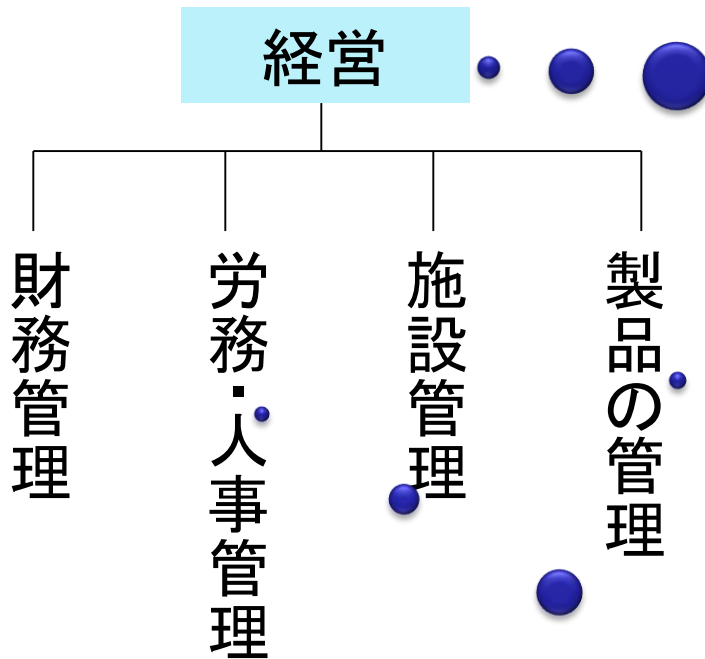 経営
財務管理
労務・人事管理
施設管理
製品の管理